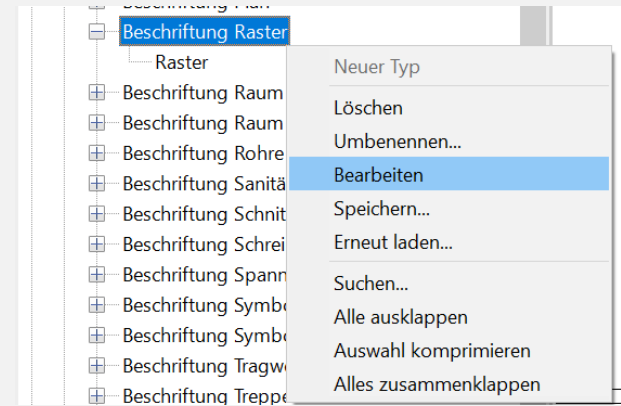 Beschriftung Plan
Beschriftung Raster
Raster
Beschriftung Raum
Beschriftung Raum
Beschriftung Rohre
Beschriftung Sanitä
Beschriftung Schnit
Beschriftung Schrei
Beschriftung Spann
Beschriftung Symbo
Beschriftung Symbo
Beschriftung Tragw
Beschriftung Treppe
Neuer Typ
Löschen
Umbenennen...
Bearbeiten
Speichern...
Erneut laden...
Suchen...
Alle ausklappen
Auswahl komprimieren
Alles zusammenklappen